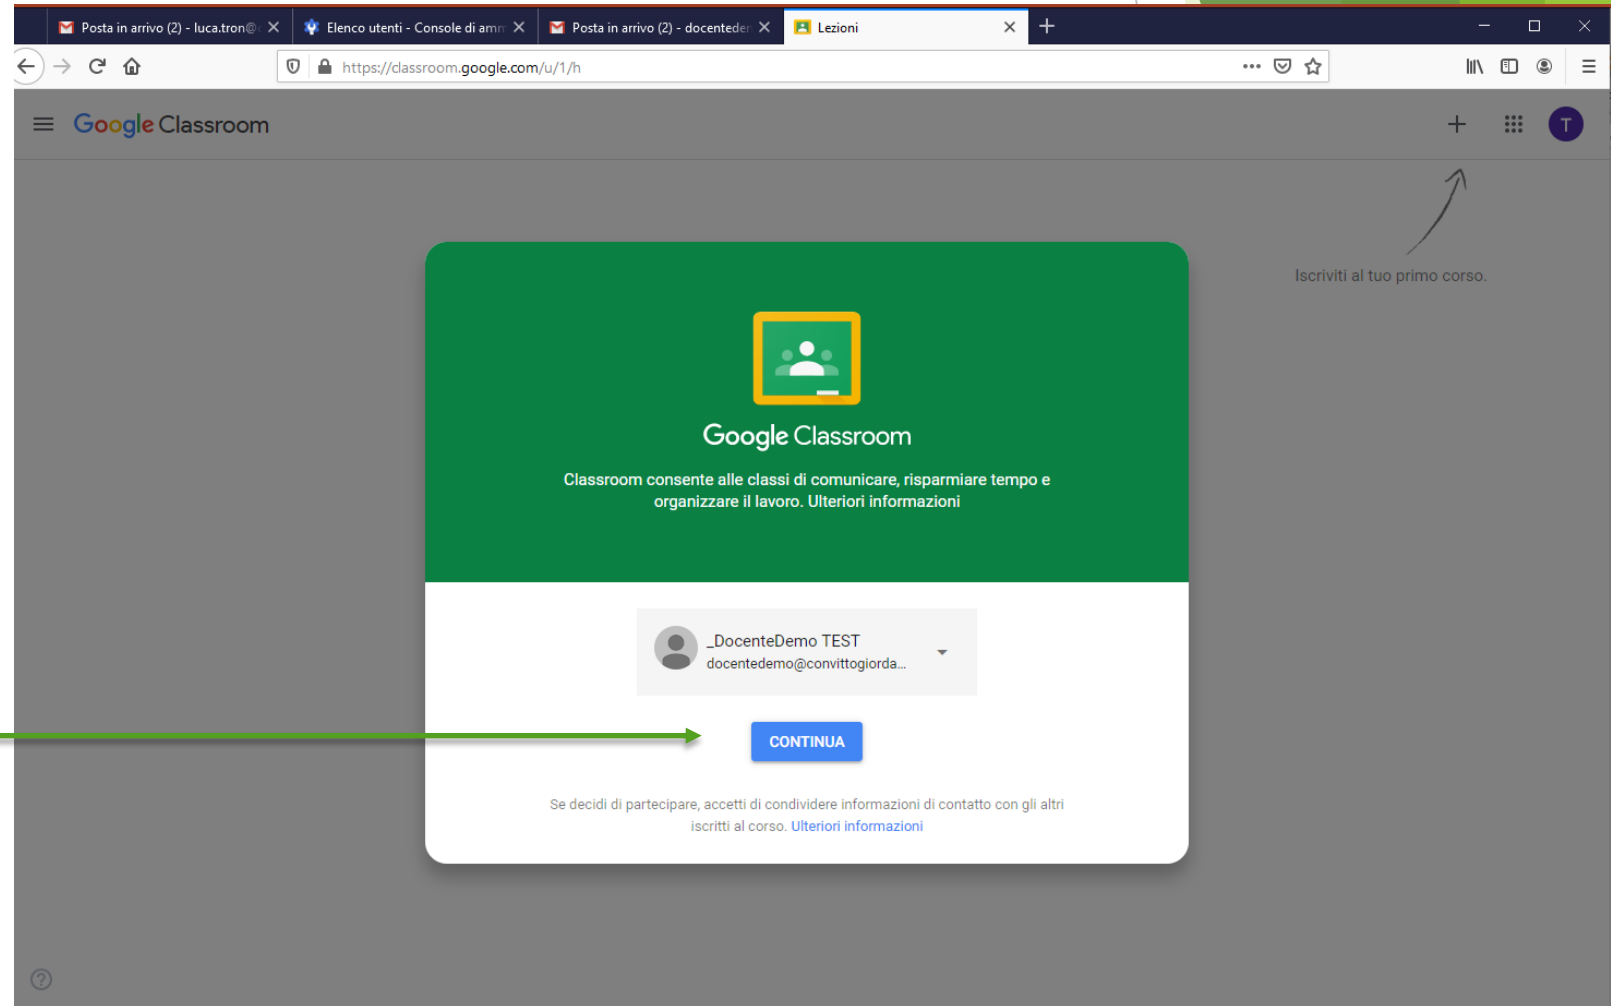 Posta in arrivo (2) - luca.tron@
Elenco utenti - Console di amm
Posta in arrivo (2) - docentedem
Lezioni
https://classroom.google.com/u/1/h
Google Classroom
T
Iscriviti al tuo primo corso.
Google Classroom
Classroom consente alle classi di comunicare, risparmiare tempo e
organizzare il lavoro. Ulteriori informazioni
_DocenteDemo TEST
docentedemo@convittogiorda...
CONTINUA
Se decidi di partecipare, accetti di condividere informazioni di contatto con gli altri
iscritti al corso. Ulteriori informazioni